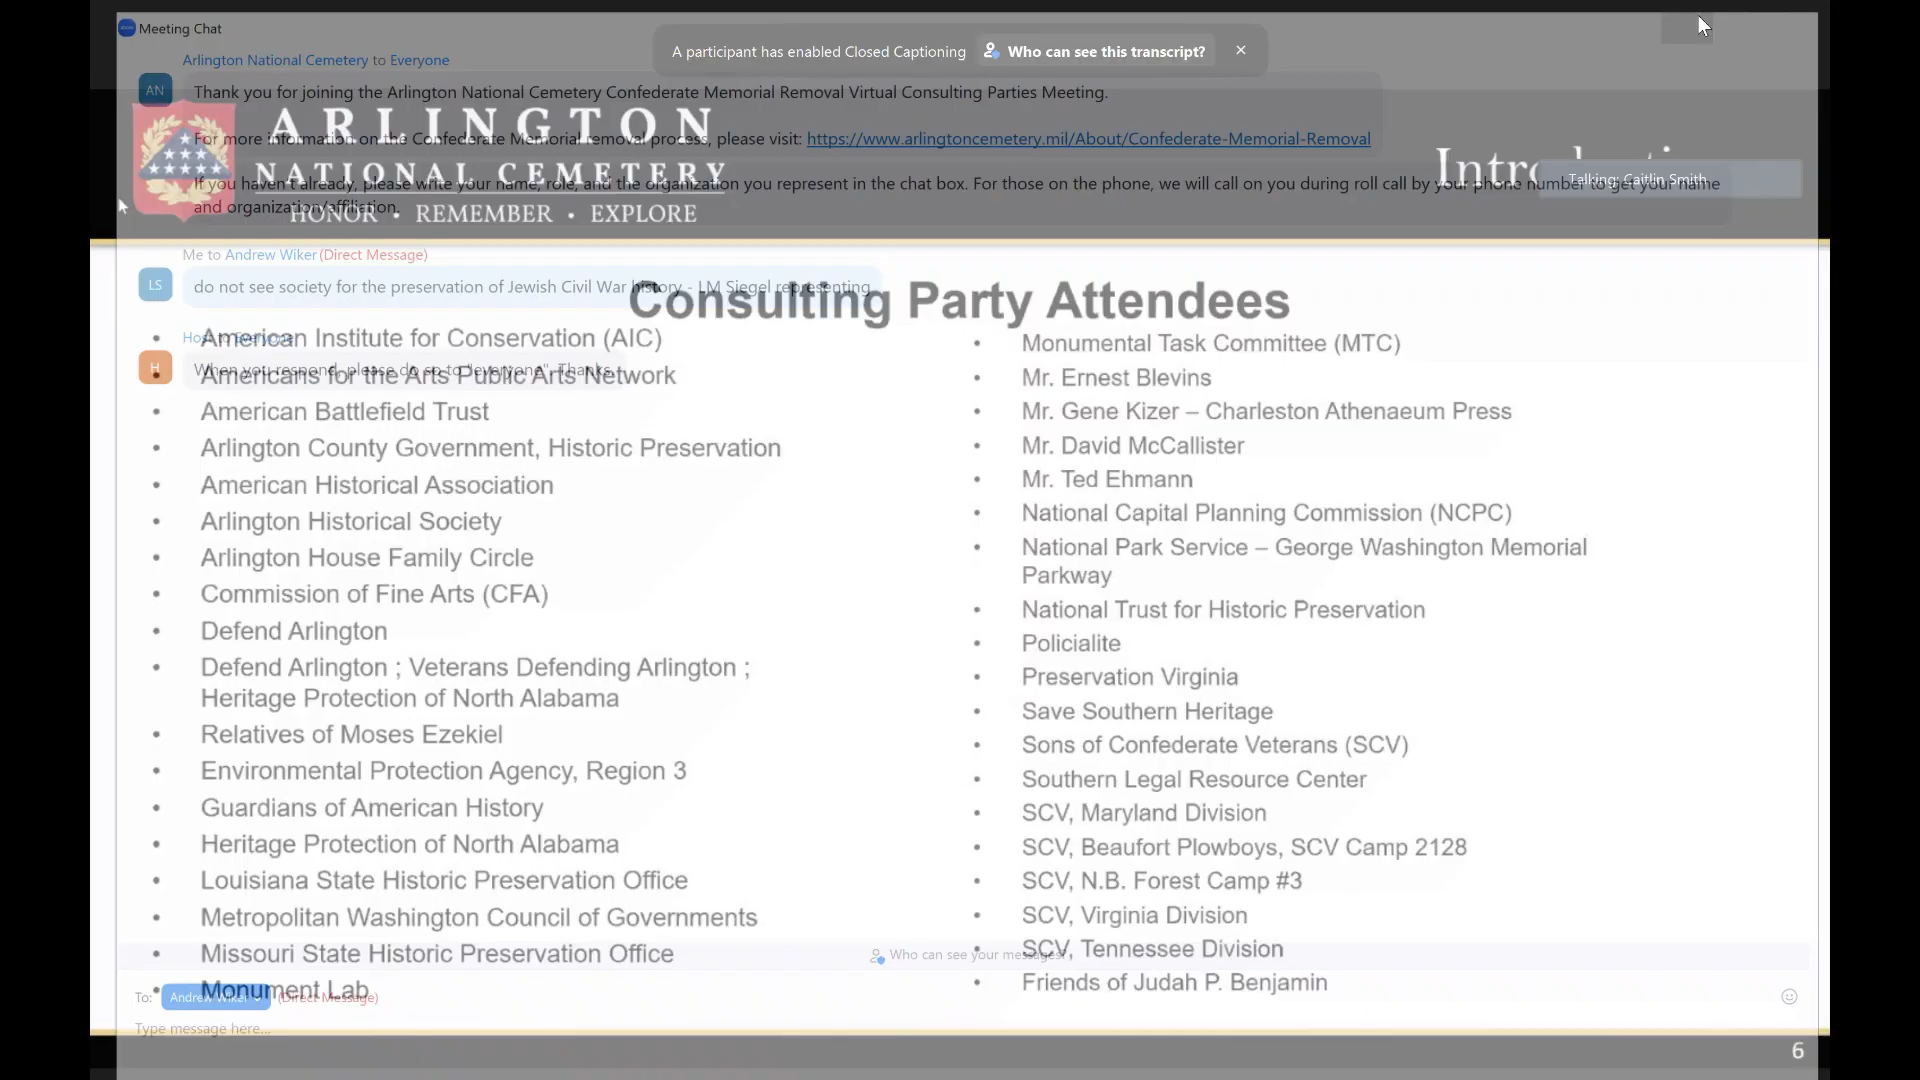 Meeting Chat
A participant has enabled Closed Captioning Who can see this transcript?
Arlington National Cemetery to Everyone
AN
Thank you for joining the Arlington National Cemetery Confederate Memorial Removal Virtual Consulting Parties Meeting.
For more information on the Confederate Memorial removal process, please visit: https://www.arlingtoncemetery.mil/About/Confederate-Memorial-Removal
If you haven't already, please write your name, role, and the organization you represent in the chat box. For those on the phone, we will call on you during roll call by your phone number to get your name
and organization/affiliation.
ARLINGTON
NATIONAL CEMETERY
HONOR • REMEMBER • EXPLORE
Talking: Caitlin Smith
Me to Andrew Wiker (Direct Message)
LS
do not see society for the preservation of Jewish Civil War history - LM Siegel representing
Host to Everyone
H
When you respond, please do so to "everyone". Thanks.
Consulting Party Attendees
• American Institute for Conservation (AIC)
• Americans for the Arts Public Arts Network
• American Battlefield Trust
• Arlington County Government, Historic Preservation
• American Historical Association
• Arlington Historical Society
• Arlington House Family Circle
• Commission of Fine Arts (CFA)
• Defend Arlington
• Defend Arlington ; Veterans Defending Arlington ;
Heritage Protection of North Alabama
• Relatives of Moses Ezekiel
• Environmental Protection Agency, Region 3
• Guardians of American History
• Heritage Protection of North Alabama
• Louisiana State Historic Preservation Office
• Metropolitan Washington Council of Governments
• Missouri State Historic Preservation Office
• Monument Lab
• Monumental Task Committee (MTC)
• Mr. Ernest Blevins
• Mr. Gene Kizer – Charleston Athenaeum Press
• Mr. David McCallister
• Mr. Ted Ehmann
• National Capital Planning Commission (NCPC)
• National Park Service – George Washington Memorial
Parkway
• National Trust for Historic Preservation
• Policialite
• Preservation Virginia
• Save Southern Heritage
• Sons of Confederate Veterans (SCV)
• Southern Legal Resource Center
• SCV, Maryland Division
• SCV, Beaufort Plowboys, SCV Camp 2128
• SCV, N.B. Forest Camp #3
• SCV, Virginia Division
• SCV, Tennessee Division
• Friends of Judah P. Benjamin
Who can see your messages?
To: Andrew Wiker (Direct Message)
Type message here...
6